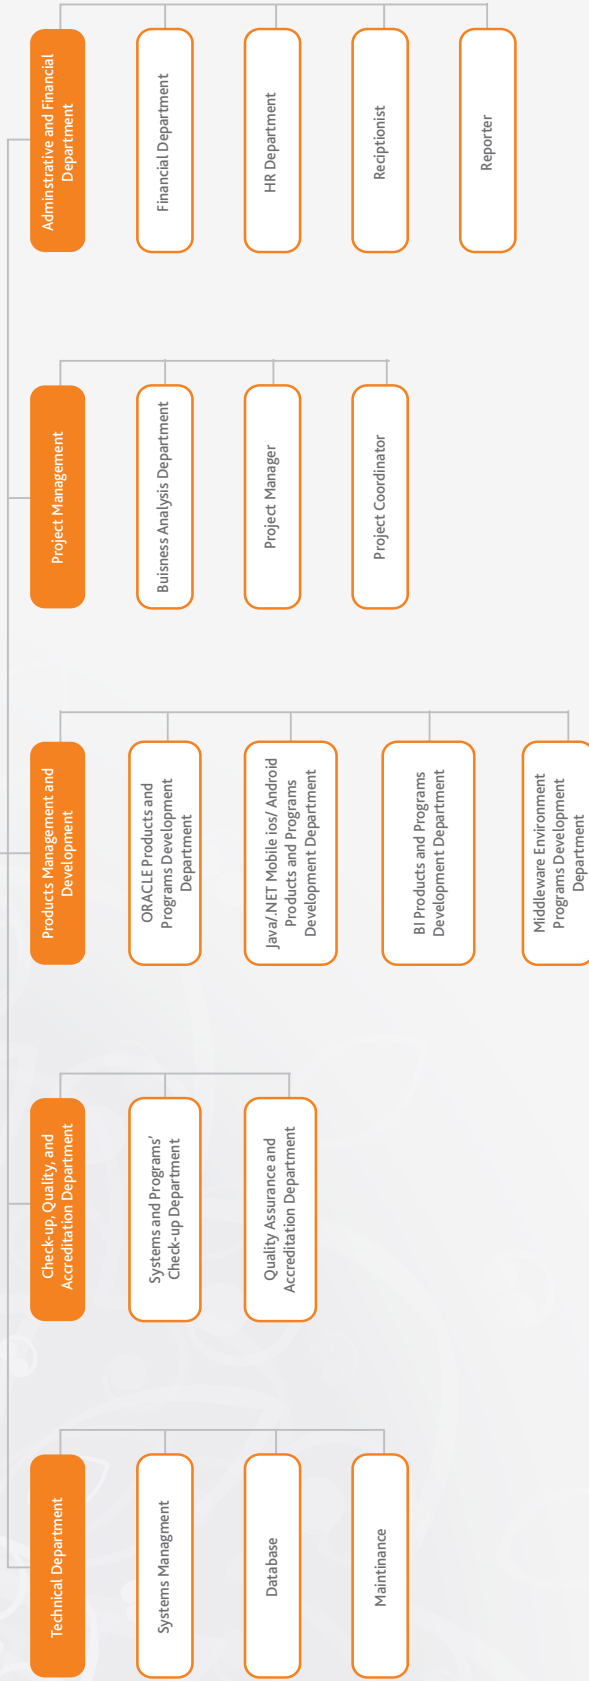 Technical Department
Systems Managment
Database
Maintinance
Check-up, Quality, and
Accreditation Department
Systems and Programs'
Check-up Department
Quality Assurance and
Accreditation Department
Products Management and
Development
ORACLE Products and
Programs Development
Department
Java/.NET Mobile ios/ Android
Products and Programs
Development Department
BI Products and Programs
Development Department
Middleware Environment
Programs Development
Department
Project Management
Buisness Analysis Department
Project Manager
Project Coordinator
Adminstrative and Financial
Department
Financial Department
HR Department
Reciptionist
Reporter